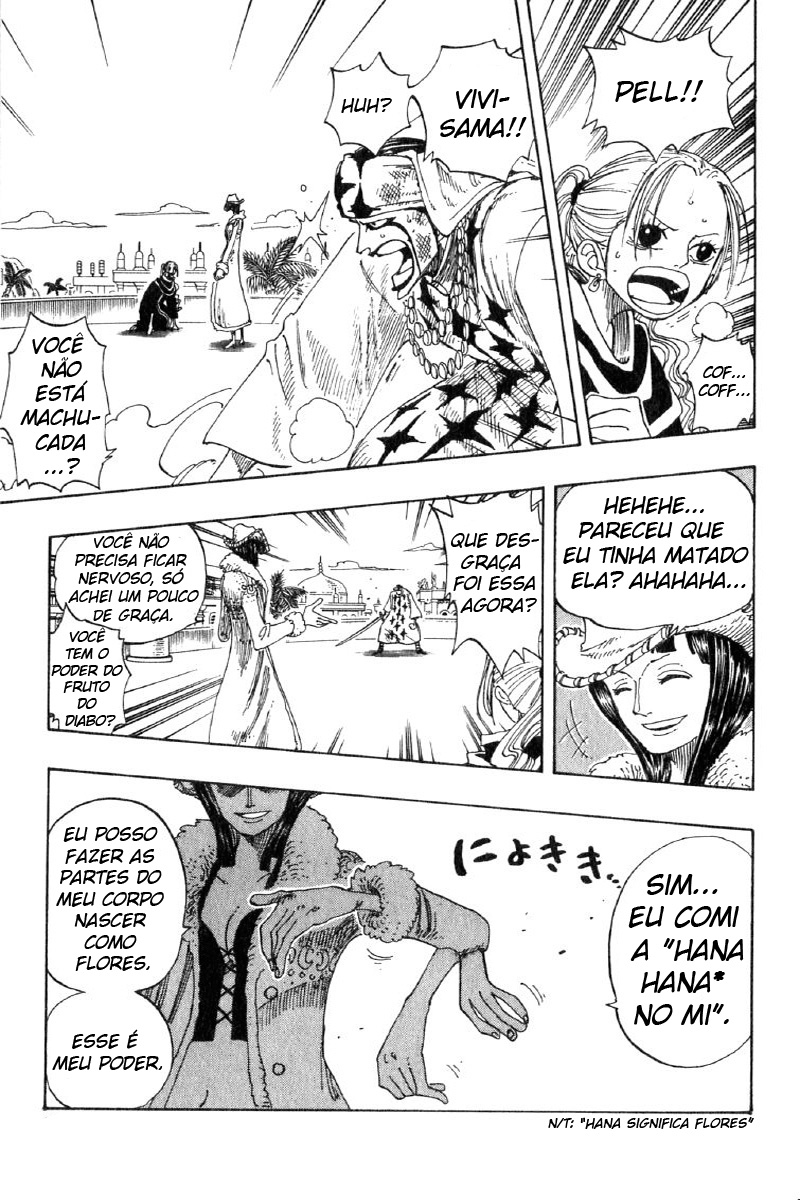 PELL!!
COF...
COFF...
VIVI-
SAMA!!
HUH?
VOCÊ
NÃO
ESTÁ
MACHU-
CADA
...?
HEHEHE...
PARECEU QUE
EU TINHA MATADO
ELA? AHAHAHA...
QUE DES-
GRAÇA
FOI ESSA
AGORA?
VOCÊ NÃO
PRECISA FICAR
NERVOSO, SÓ
ACHEI UM POUCO
DE GRAÇA.
VOCÊ
TEM O
PODER DO
FRUTO
DO
DIABO?
SIM...
EU COMI
A "HANA
HANA*
NO MI".
にょきき..
EU POSSO
FAZER AS
PARTES DO
MEU CORPO
NASCER
COMO
FLORES.
ESSE É
MEU PODER.
N/T: "HANA SIGNIFICA FLORES"